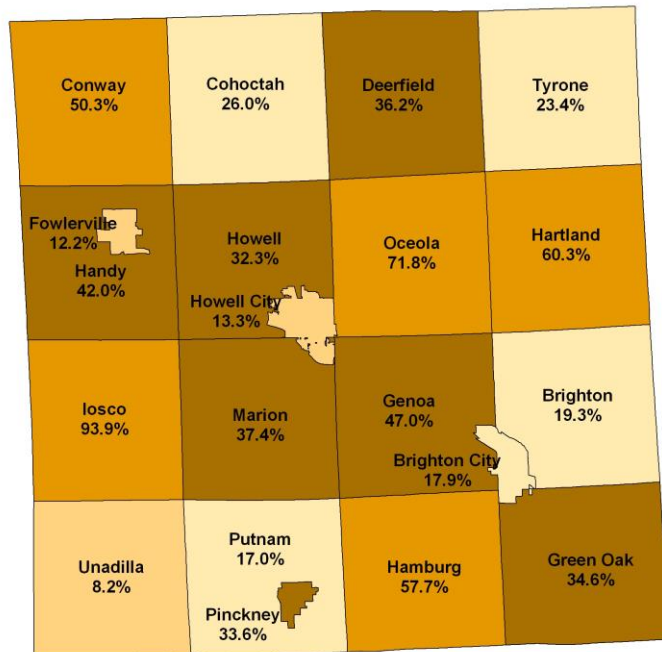 Conway
50.3%
Cohoctah
26.0%
Deerfield
36.2%
Tyrone
23.4%
Fowlerville
12.2%
Handy
42.0%
Howell
32.3%
Howell City
13.3%
Oceola
71.8%
Hartland
60.3%
Iosco
93.9%
Marion
37.4%
Genoa
47.0%
Brighton
19.3%
Brighton City
17.9%
Unadilla
8.2%
Putnam
17.0%
Pinckney
33.6%
Hamburg
57.7%
Green Oak
34.6%